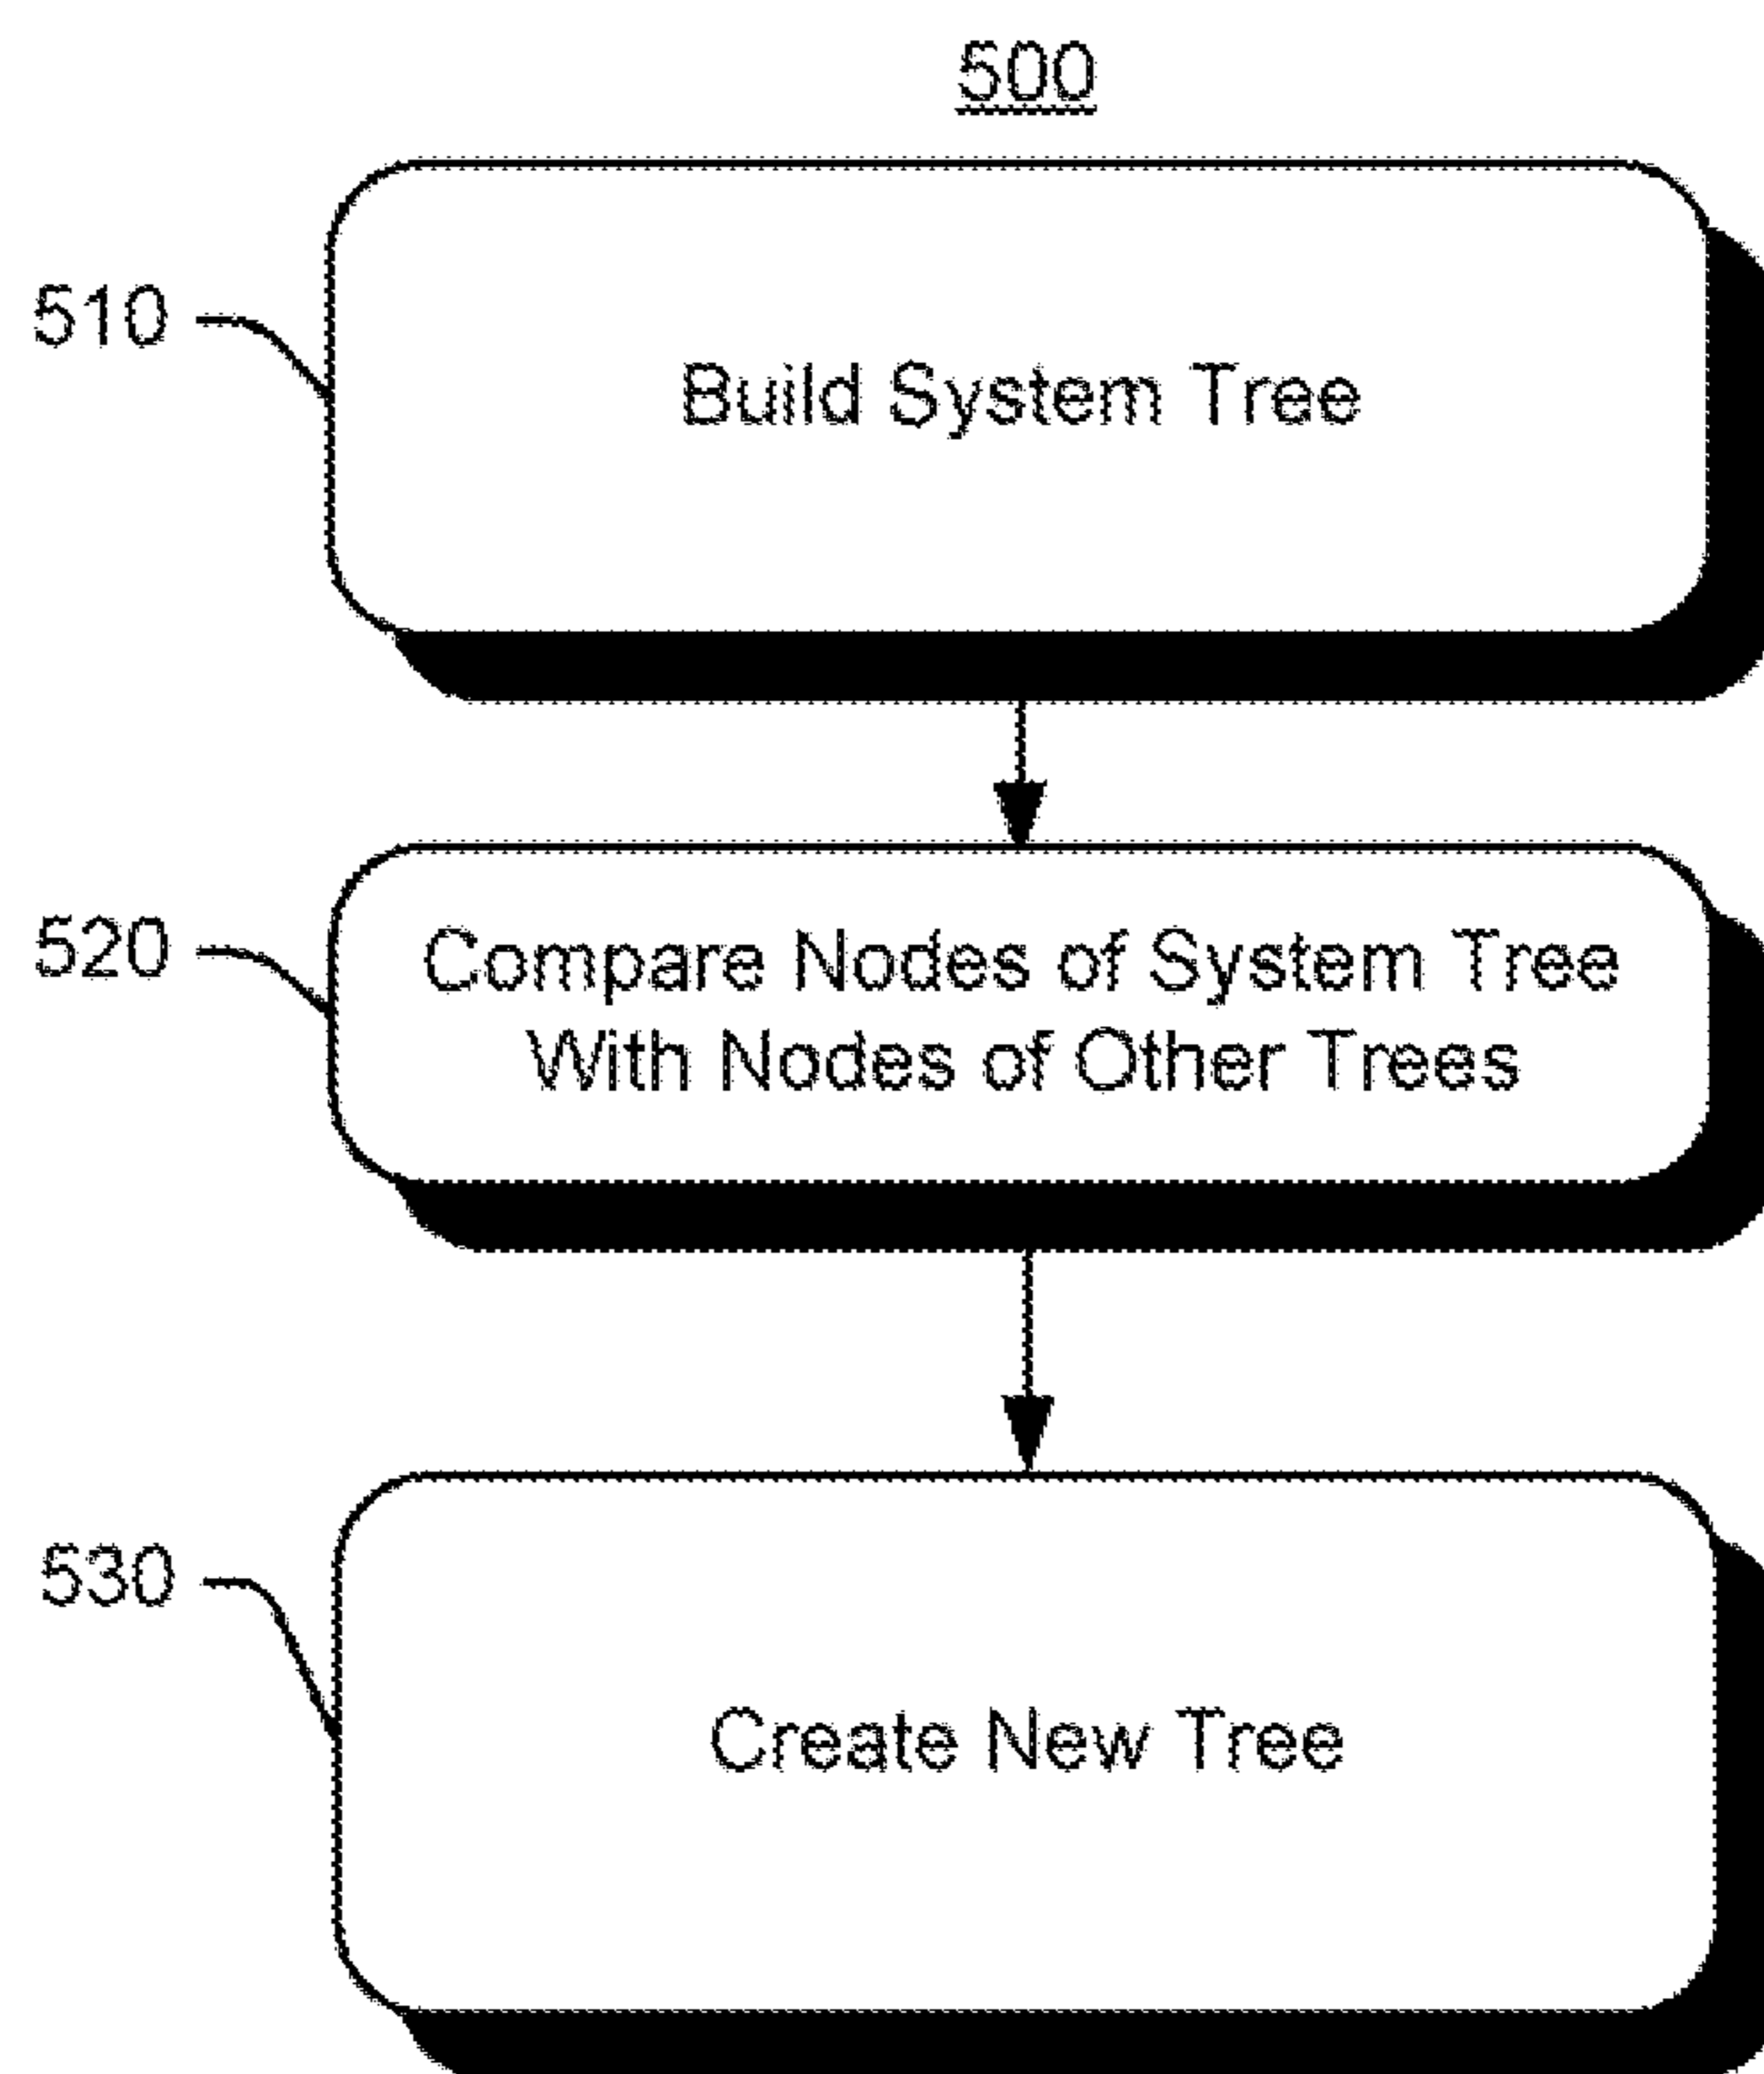 500
510
Build System Tree
520
Compare Nodes of System Tree
With Nodes of Other Trees
530
Create New Tree